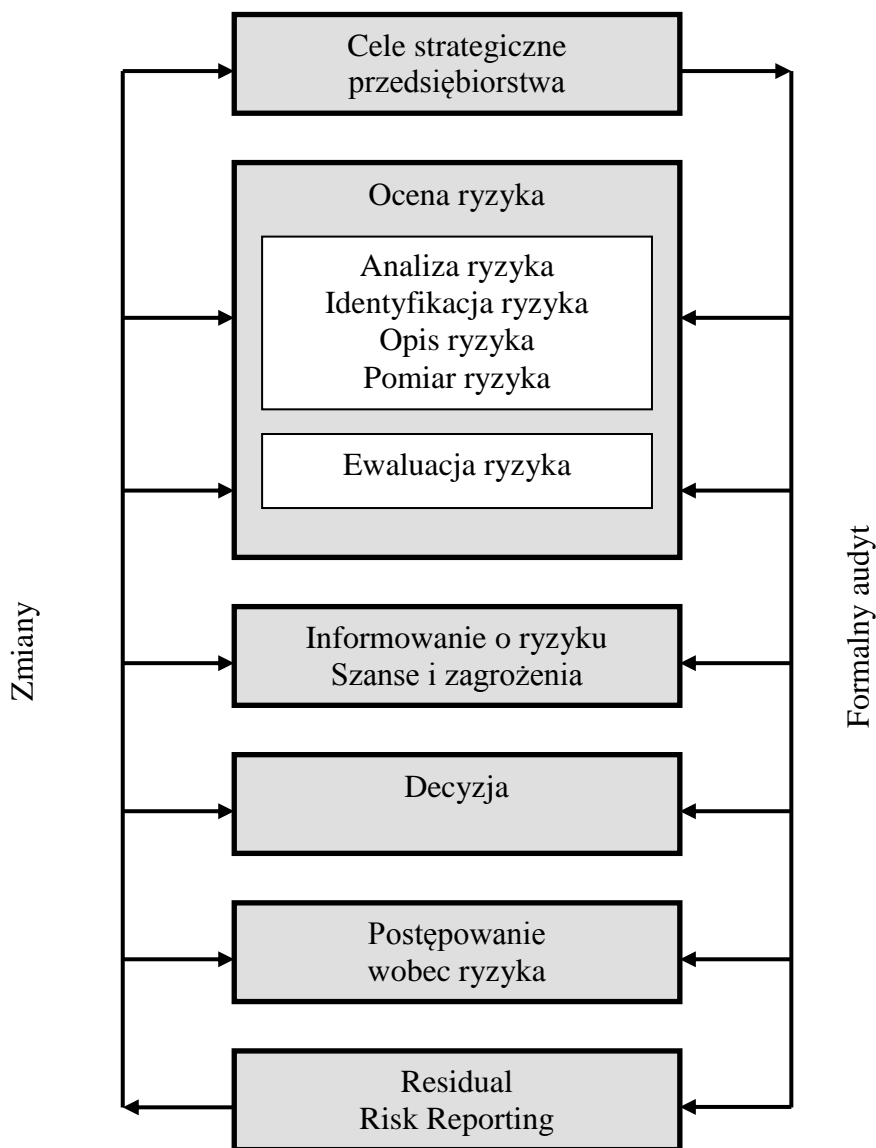 Cele strategiczne
przedsiębiorstwa
Ocena ryzyka
Analiza ryzyka
Identyfikacja ryzyka
Opis ryzyka
Pomiar ryzyka
Ewaluacja ryzyka
Zmiany
Formalny audyt
Informowanie o ryzyku
Szanse i zagrożenia
Decyzja
Postępowanie
wobec ryzyka
Residual
Risk Reporting